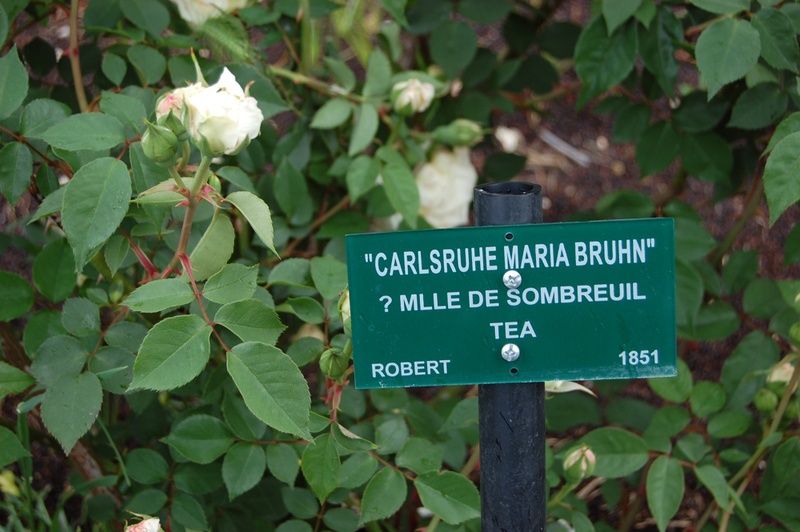 "CARLSRUHE MARIA BRUHN"
? MLLE DE SOMBREUIL
TEA
ROBERT 1851